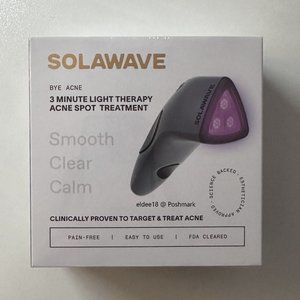 SOLAWAVE
BYE ACNE
3 MINUTE LIGHT THERAPY
ACNE SPOT TREATMENT
Smooth
Clear
Calm
SOLAWAVE
eldee18 @ Poshmark
SCIENCE BACKED · ESTHETICIAN APPROVED ·
CLINICALLY PROVEN TO TARGET & TREAT ACNE
PAIN-FREE | EASY TO USE | FDA CLEARED